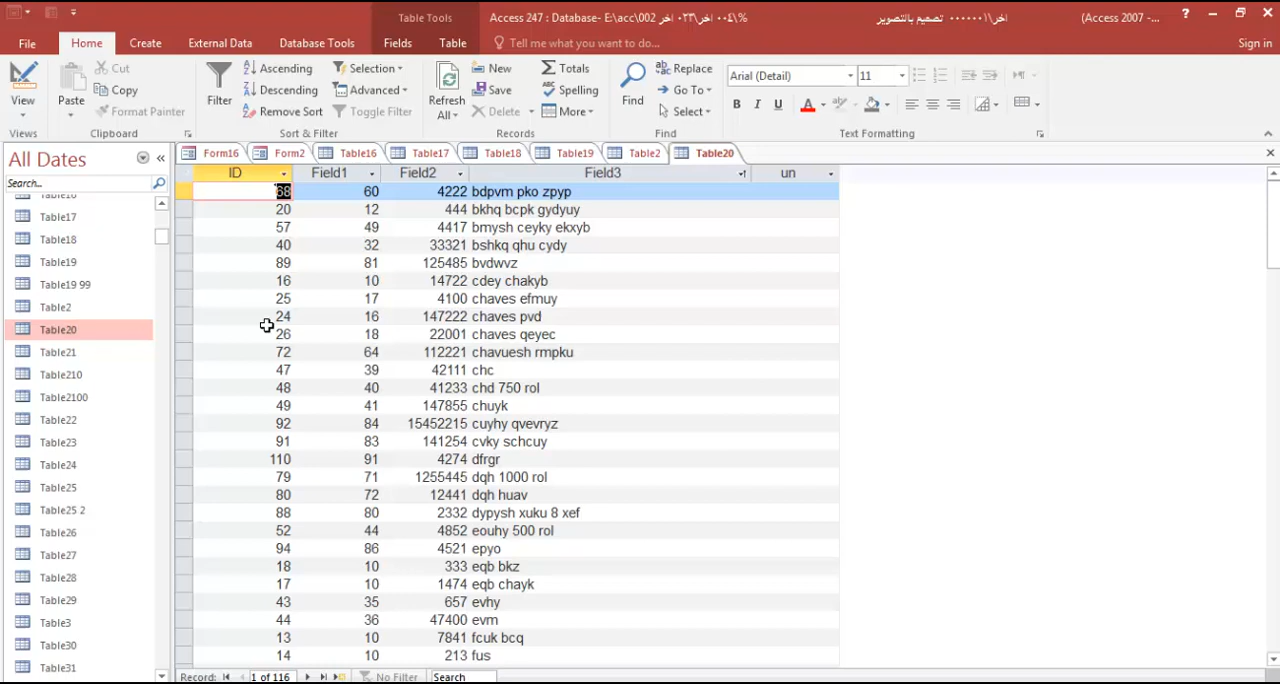 Table Tools
Access 247 : Database- E:\acc\002 اخر\٠٢٣ اخر\٠٠٤\%
اخر\٠٠٠٠٠٠١ تصميم بالتصوير
(Access 2007 -...
?
File
Home
Create
External Data
Database Tools
Fields
Table
Tell me what you want to do...
Sign in
View
Views
Paste
Cut
Copy
Format Painter
Clipboard
Filter
Ascending
Descending
Remove Sort
Selection
Advanced
Toggle Filter
Sort & Filter
Refresh All
New
Save
Delete
Totals
Spelling
More
Records
Find
Replace
Go To
Select
Find
Arial (Detail)
11
B I U A
Text Formatting
All Dates
Search...
Table16
Table17
Table18
Table19
Table19 99
Table2
Table20
Table21
Table210
Table2100
Table22
Table23
Table24
Table25
Table25 2
Table26
Table27
Table28
Table29
Table3
Table30
Table31
Form16 Form2 Table16 Table17 Table18 Table19 Table2 Table20
ID Field1 Field2 Field3 un
68 60 4222 bdpvm pko zpyp
20 12 444 bkhq bcpk gydyuy
57 49 4417 bmysh ceyky ekxyb
40 32 33321 bshkq qhu cydy
89 81 125485 bvdwvz
16 10 14722 cdey chakyb
25 17 4100 chaves efmuy
24 16 147222 chaves pvd
26 18 22001 chaves qeyec
72 64 112221 chavuesh rmpku
47 39 42111 chc
48 40 41233 chd 750 rol
49 41 147855 chuyk
92 84 15452215 cuyhy qvevryz
91 83 141254 cvky schcuy
110 91 4274 dfrgr
79 71 1255445 dqh 1000 rol
80 72 12441 dqh huav
88 80 2332 dypysh xuku 8 xef
52 44 4852 eouhy 500 rol
94 86 4521 epyo
18 10 333 eqb bkz
17 10 1474 eqb chayk
43 35 657 evhy
44 36 47400 evm
13 10 7841 fcuk bcq
14 10 213 fus
Record: 1 of 116 No Filter Search